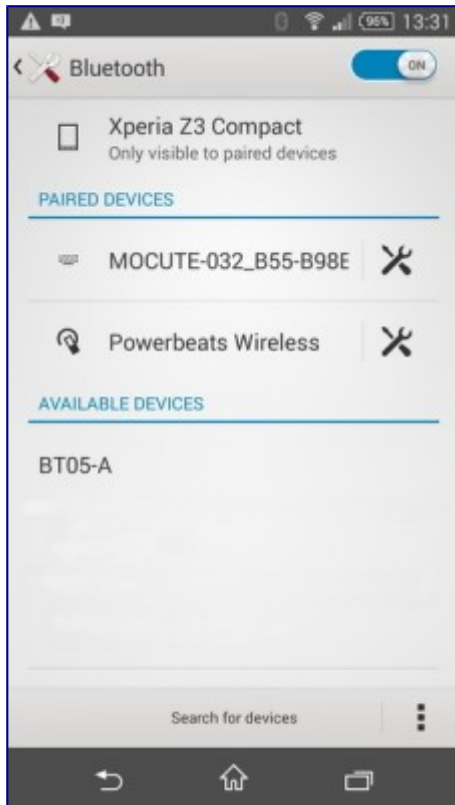 96% 13:31
Bluetooth ON
Xperia Z3 Compact
Only visible to paired devices
PAIRED DEVICES
MOCUTE-032_B55-B98E
Powerbeats Wireless
AVAILABLE DEVICES
BT05-A
Search for devices